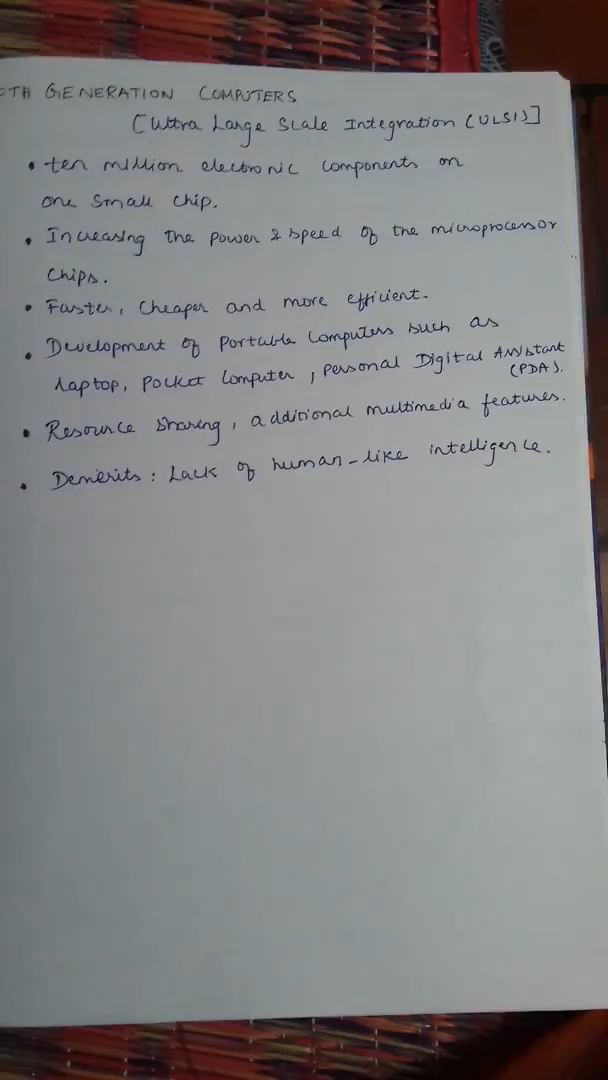 TH GENERATION COMPUTERS
[Ultra Large Scale Integration (ULSI)]
• ten million electronic components on
one small chip.
• Increasing the power & speed of the microprocessor
chips.
• Faster, cheaper and more efficient.
• Development of portable computers such as
laptop, pocket computer, personal Digital Assistant
(PDA).
• Resource sharing, additional multimedia features.
• Demerits: Lack of human-like intelligence.